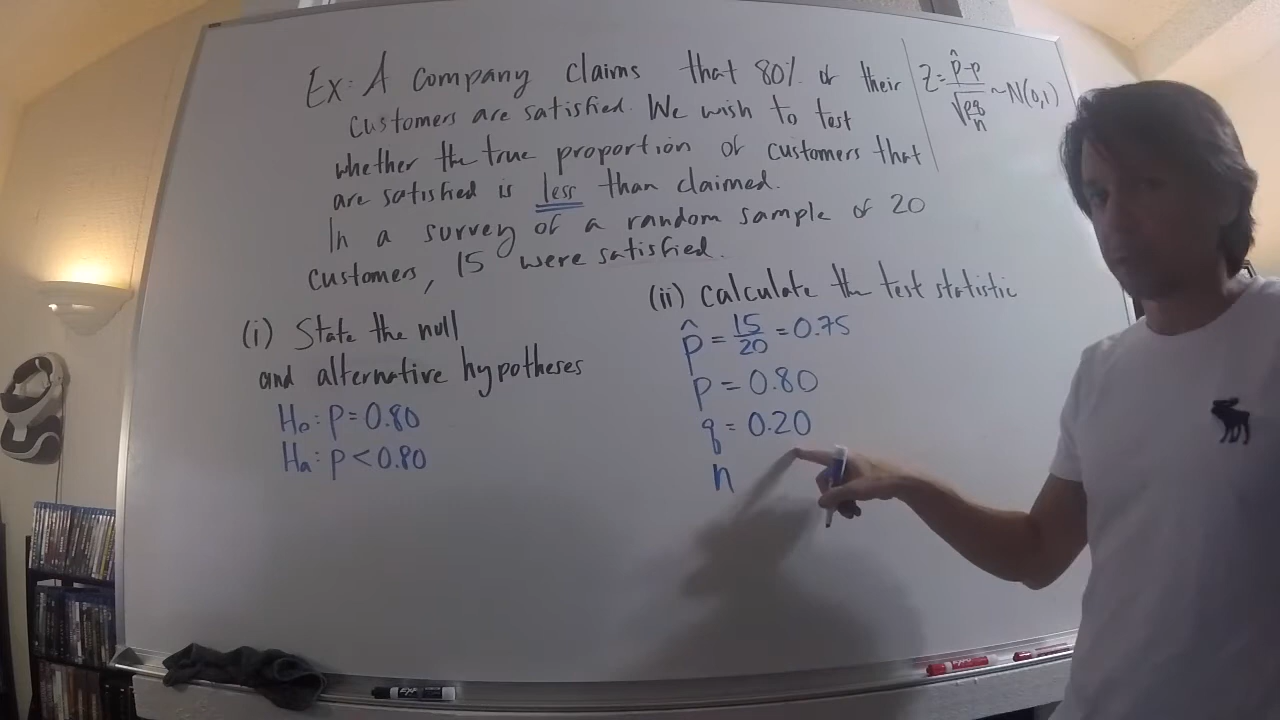 Ex: A company claims that 80% of their
customers are satisfied. We wish to test
whether the true proportion of customers that
are satisfied is less than claimed.
In a survey of a random sample of 20
customers, 15 were satisfied.
Z = p̂-p / √(pq/n) ~ N(0,1)
(i) State the null
and alternative hypotheses
H₀: p = 0.80
Hₐ: p < 0.80
(ii) Calculate the test statistic
p̂ = 15/20 = 0.75
p = 0.80
q = 0.20
n
EXPO